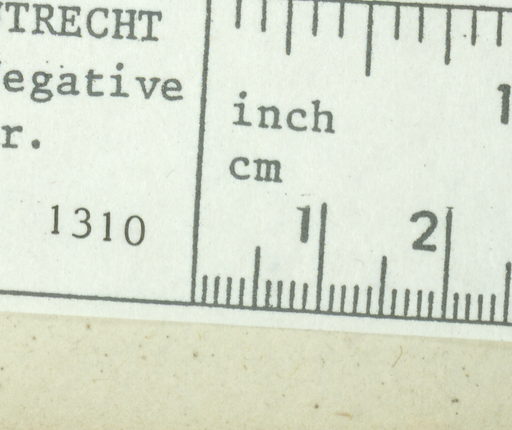 TRECHT
egative
r.
1310
inch
cm
1
1 2